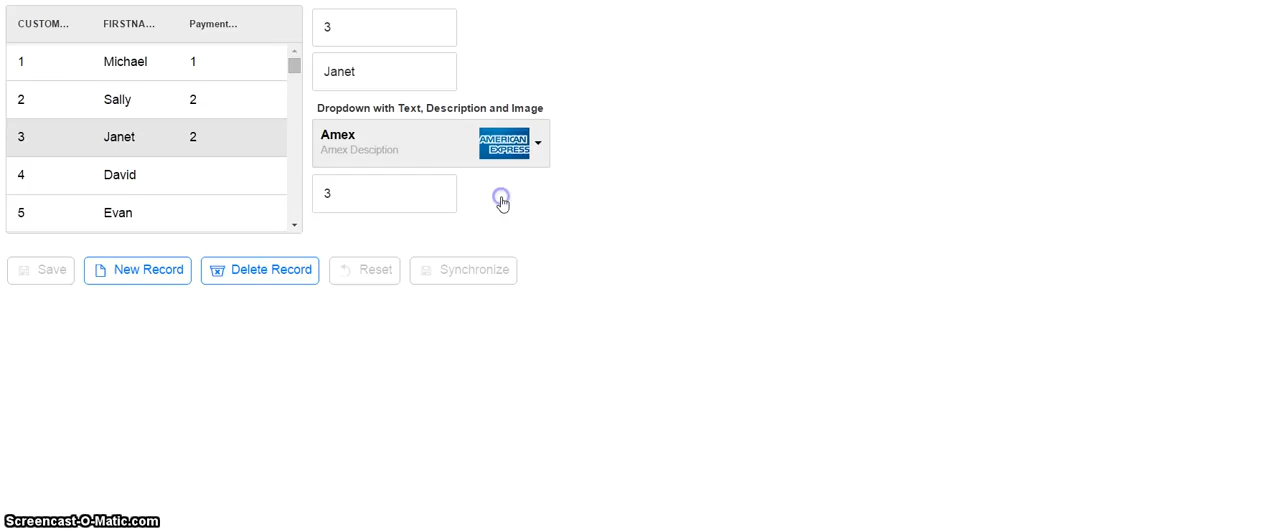 CUSTOM... FIRSTNA... Payment...
1 Michael 1
2 Sally 2
3 Janet 2
4 David
5 Evan
3
Janet
Dropdown with Text, Description and Image
Amex
Amex Desciption
AMERICAN
EXPRESS
3
Save New Record Delete Record Reset Synchronize
Screencast-O-Matic.com